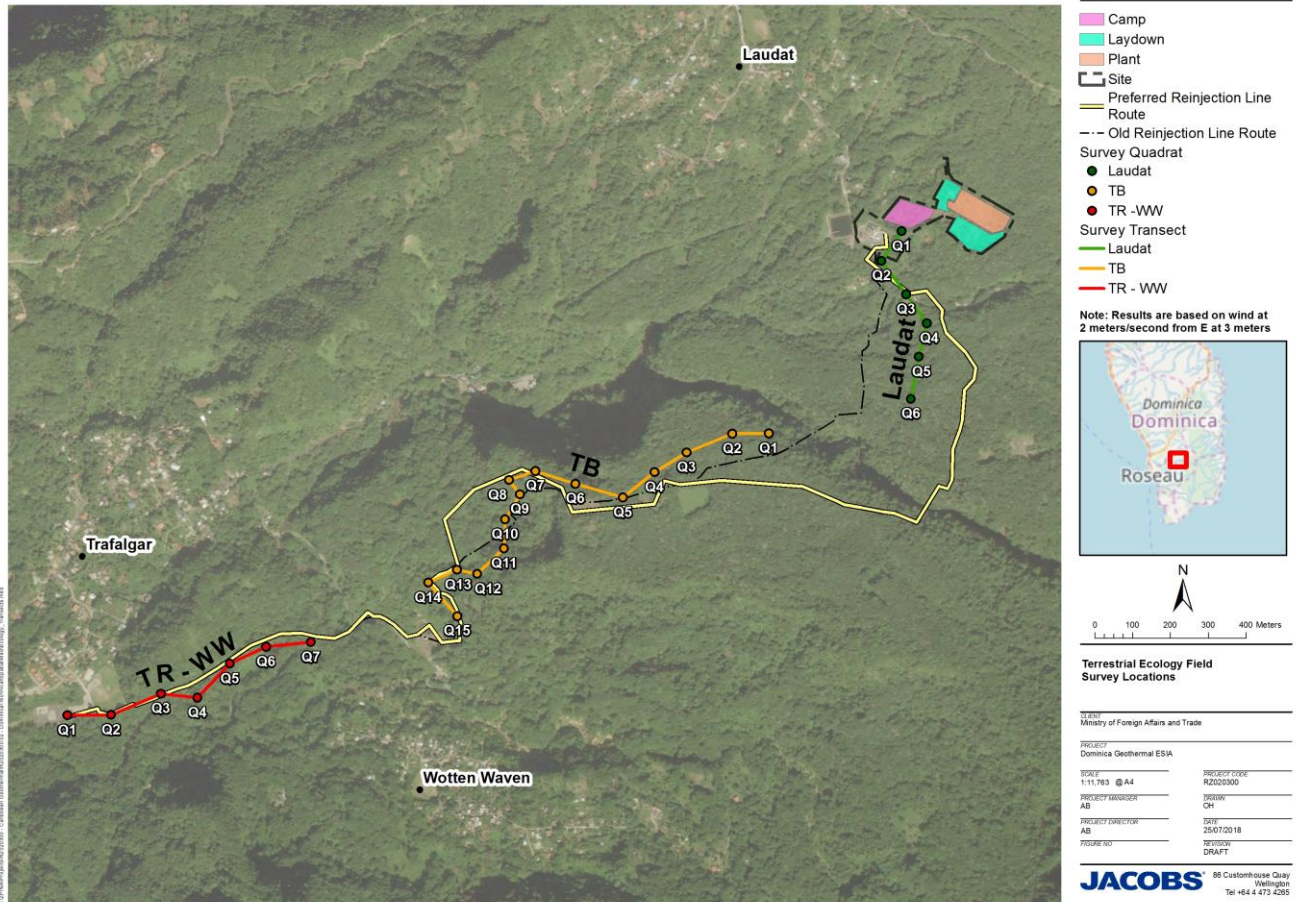 Laudat
Q1
Q2
Q3
Q4
Q5
Q6
Laudat
TB
Q1
Q2
Q3
Q4
Q5
Q6
Q7
Q8
Q9
Q10
Q11
Q12
Q13
Q14
Q15
Trafalgar
TR - WW
Q1
Q2
Q3
Q4
Q5
Q6
Q7
Wotten Waven
Camp
Laydown
Plant
Site
Preferred Reinjection Line
Route
Old Reinjection Line Route
Survey Quadrat
Laudat
TB
TR -WW
Survey Transect
Laudat
TB
TR - WW
Note: Results are based on wind at
2 meters/second from E at 3 meters
Dominica
Dominica
Roseau
N
0 100 200 300 400 Meters
Terrestrial Ecology Field
Survey Locations
CLIENT
Ministry of Foreign Affairs and Trade
PROJECT
Dominica Geothermal ESIA
SCALE
1:11,763 @ A4
PROJECT CODE
RZ020300
PROJECT MANAGER
AB
DRAWN
OH
PROJECT DIRECTOR
AB
DATE
25/07/2018
FIGURE NO
REVISION
DRAFT
JACOBS
86 Customhouse Quay
Wellington
Tel +64 4 473 4265